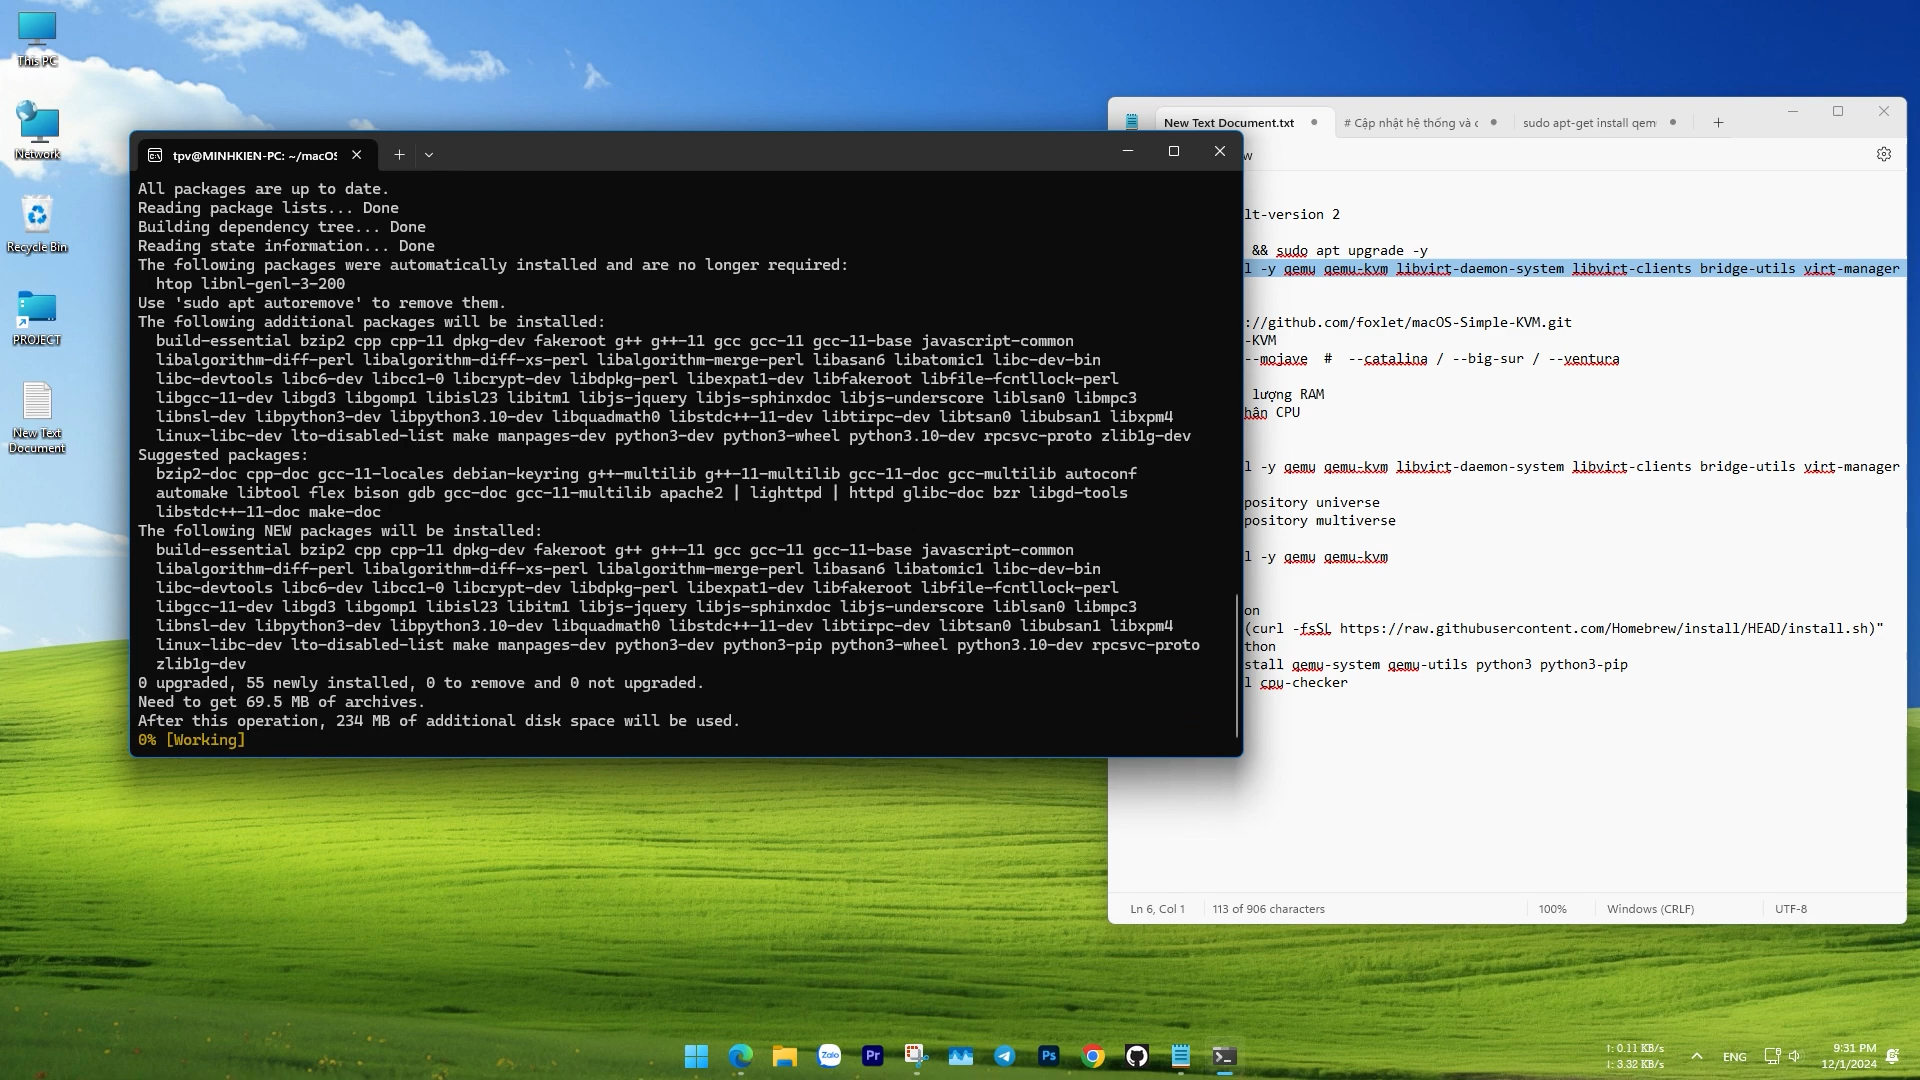 This PC
Network
Recycle Bin
PROJECT
New Text
Document
tpv@MINHKIEN-PC: ~/macOS
All packages are up to date.
Reading package lists... Done
Building dependency tree... Done
Reading state information... Done
The following packages were automatically installed and are no longer required:
htop libnl-genl-3-200
Use 'sudo apt autoremove' to remove them.
The following additional packages will be installed:
build-essential bzip2 cpp cpp-11 dpkg-dev fakeroot g++ g++-11 gcc gcc-11 gcc-11-base javascript-common
libalgorithm-diff-perl libalgorithm-diff-xs-perl libalgorithm-merge-perl libasan6 libatomic1 libc-dev-bin
libc-devtools libc6-dev libcc1-0 libcrypt-dev libdpkg-perl libexpat1-dev libfakeroot libfile-fcntllock-perl
libgcc-11-dev libgd3 libgomp1 libisl23 libitm1 libjs-jquery libjs-sphinxdoc libjs-underscore liblsan0 libmpc3
libnsl-dev libpython3-dev libpython3.10-dev libquadmath0 libstdc++-11-dev libtirpc-dev libtsan0 libubsan1 libxpm4
linux-libc-dev lto-disabled-list make manpages-dev python3-dev python3-wheel python3.10-dev rpcsvc-proto zlib1g-dev
Suggested packages:
bzip2-doc cpp-doc gcc-11-locales debian-keyring g++-multilib g++-11-multilib gcc-11-doc gcc-multilib autoconf
automake libtool flex bison gdb gcc-doc gcc-11-multilib apache2 | lighttpd | httpd glibc-doc bzr libgd-tools
libstdc++-11-doc make-doc
The following NEW packages will be installed:
build-essential bzip2 cpp cpp-11 dpkg-dev fakeroot g++ g++-11 gcc gcc-11 gcc-11-base javascript-common
libalgorithm-diff-perl libalgorithm-diff-xs-perl libalgorithm-merge-perl libasan6 libatomic1 libc-dev-bin
libc-devtools libc6-dev libcc1-0 libcrypt-dev libdpkg-perl libexpat1-dev libfakeroot libfile-fcntllock-perl
libgcc-11-dev libgd3 libgomp1 libisl23 libitm1 libjs-jquery libjs-sphinxdoc libjs-underscore liblsan0 libmpc3
libnsl-dev libpython3-dev libpython3.10-dev libquadmath0 libstdc++-11-dev libtirpc-dev libtsan0 libubsan1 libxpm4
linux-libc-dev lto-disabled-list make manpages-dev python3-dev python3-pip python3-wheel python3.10-dev rpcsvc-proto
zlib1g-dev
0 upgraded, 55 newly installed, 0 to remove and 0 not upgraded.
Need to get 69.5 MB of archives.
After this operation, 234 MB of additional disk space will be used.
0% [Working]
New Text Document.txt
# Cập nhật hệ thống và c
sudo apt-get install qem
w
lt-version 2
&& sudo apt upgrade -y
l -y qemu qemu-kvm libvirt-daemon-system libvirt-clients bridge-utils virt-manager
://github.com/foxlet/macOS-Simple-KVM.git
-KVM
--mojave # --catalina / --big-sur / --ventura
lượng RAM
hân CPU
l -y qemu qemu-kvm libvirt-daemon-system libvirt-clients bridge-utils virt-manager
pository universe
pository multiverse
l -y qemu qemu-kvm
on
(curl -fsSL https://raw.githubusercontent.com/Homebrew/install/HEAD/install.sh)"
thon
stall qemu-system qemu-utils python3 python3-pip
l cpu-checker
Ln 6, Col 1
113 of 906 characters
100%
Windows (CRLF)
UTF-8
Zalo
Pr
Ps
↑: 0.11 KB/s
↓: 3.32 KB/s
ENG
9:31 PM
12/1/2024